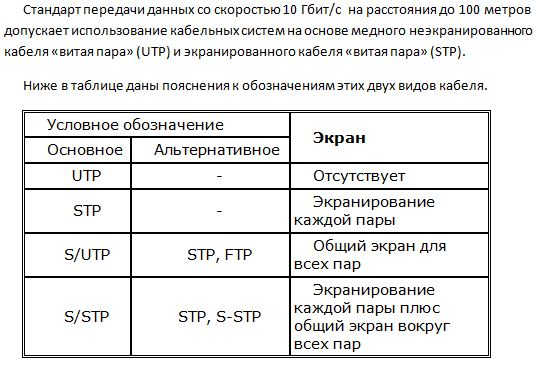 Стандарт передачи данных со скоростью 10 Гбит/с на расстояния до 100 метров
допускает использование кабельных систем на основе медного неэкранированного
кабеля «витая пара» (UTP) и экранированного кабеля «витая пара» (STP).
Ниже в таблице даны пояснения к обозначениям этих двух видов кабеля.
Условное обозначение
Экран
Основное Альтернативное
UTP - Отсутствует
STP - Экранирование
каждой пары
S/UTP STP, FTP Общий экран для
всех пар
S/STP STP, S-STP Экранирование
каждой пары плюс
общий экран вокруг
всех пар